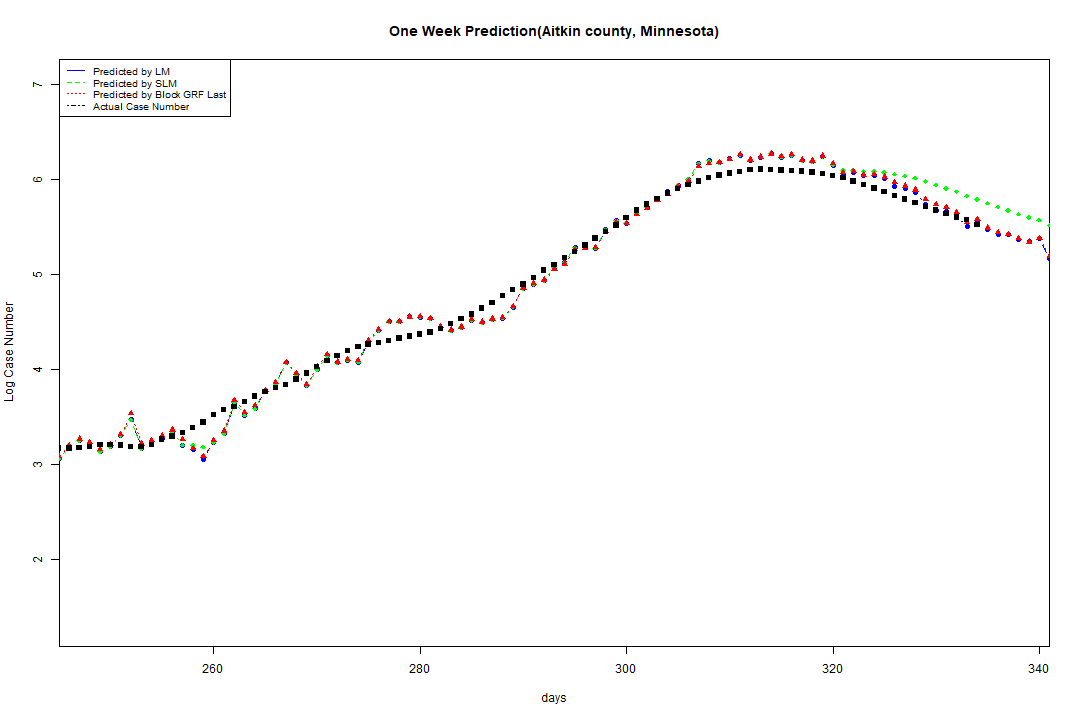 One Week Prediction(Aitkin county, Minnesota)
Predicted by LM
Predicted by SLM
Predicted by Block GRF Last
Actual Case Number
7
6
5
4
3
2
Log Case Number
260 280 300 320 340
days